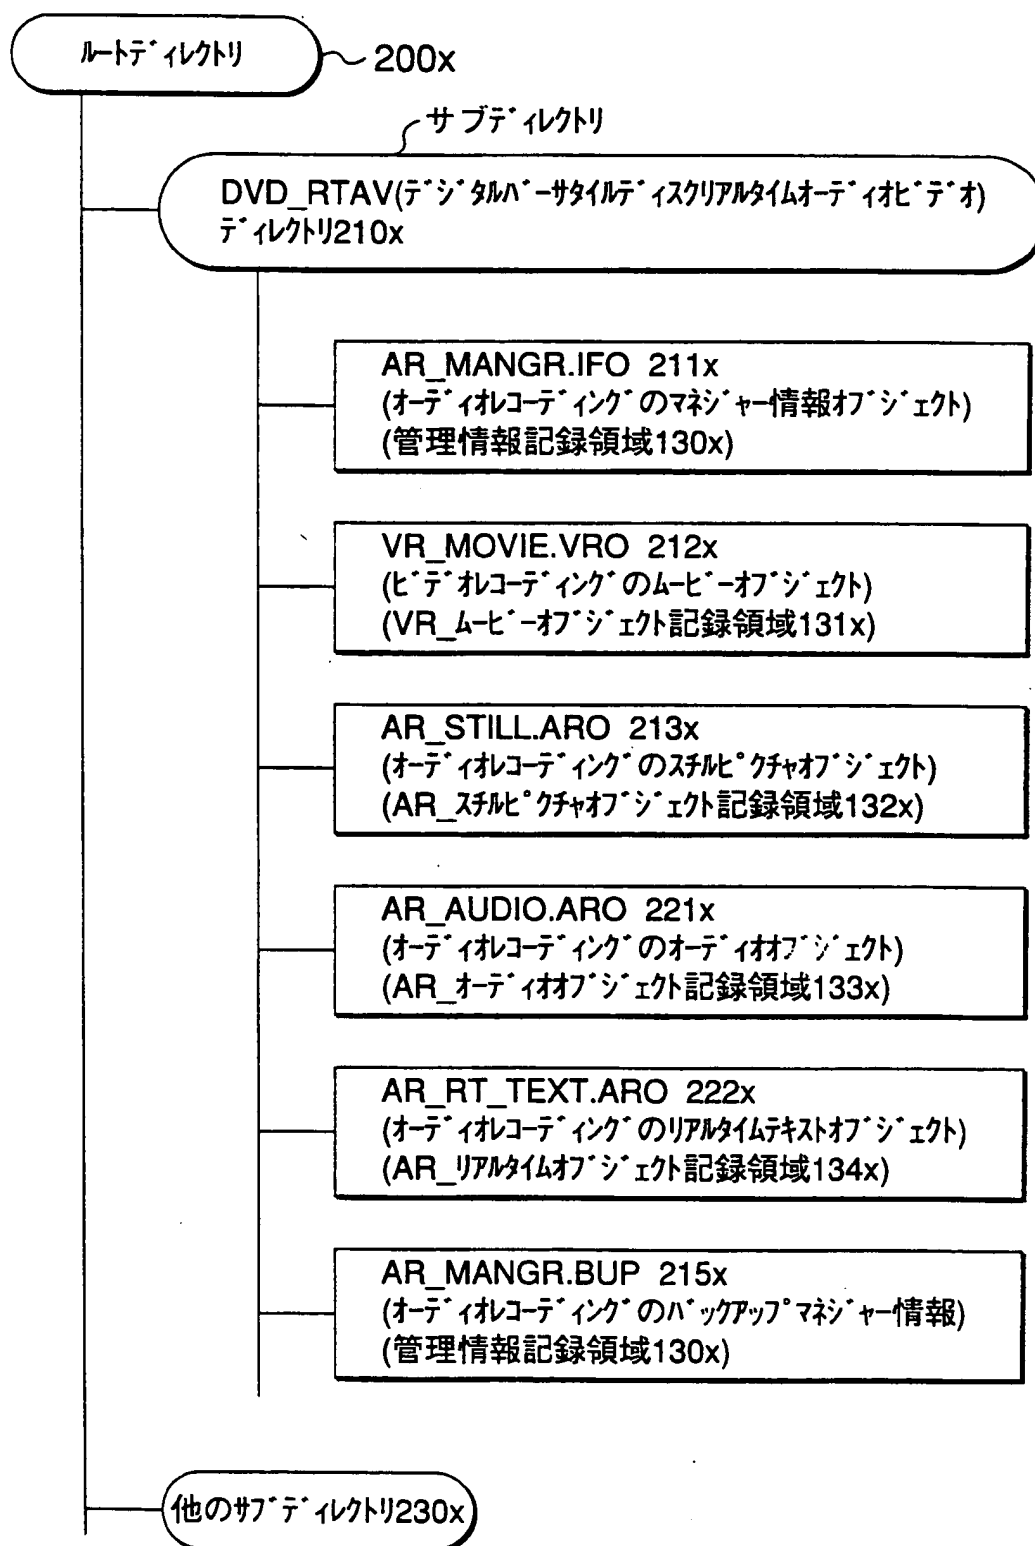 ルートディレクトリ
200x
サブディレクトリ
DVD_RTAV(デジタルバーサタイルディスクリアルタイムオーディオビデオ)
ディレクトリ210x
AR_MANGR.IFO 211x
(オーディオレコーディングのマネジャー情報オブジェクト)
(管理情報記録領域130x)
VR_MOVIE.VRO 212x
(ビデオレコーディングのムービーオブジェクト)
(VR_ムービーオブジェクト記録領域131x)
AR_STILL.ARO 213x
(オーディオレコーディングのスチルピクチャオブジェクト)
(AR_スチルピクチャオブジェクト記録領域132x)
AR_AUDIO.ARO 221x
(オーディオレコーディングのオーディオオブジェクト)
(AR_オーディオオブジェクト記録領域133x)
AR_RT_TEXT.ARO 222x
(オーディオレコーディングのリアルタイムテキストオブジェクト)
(AR_リアルタイムオブジェクト記録領域134x)
AR_MANGR.BUP 215x
(オーディオレコーディングのバックアップマネジャー情報)
(管理情報記録領域130x)
他のサブディレクトリ230x